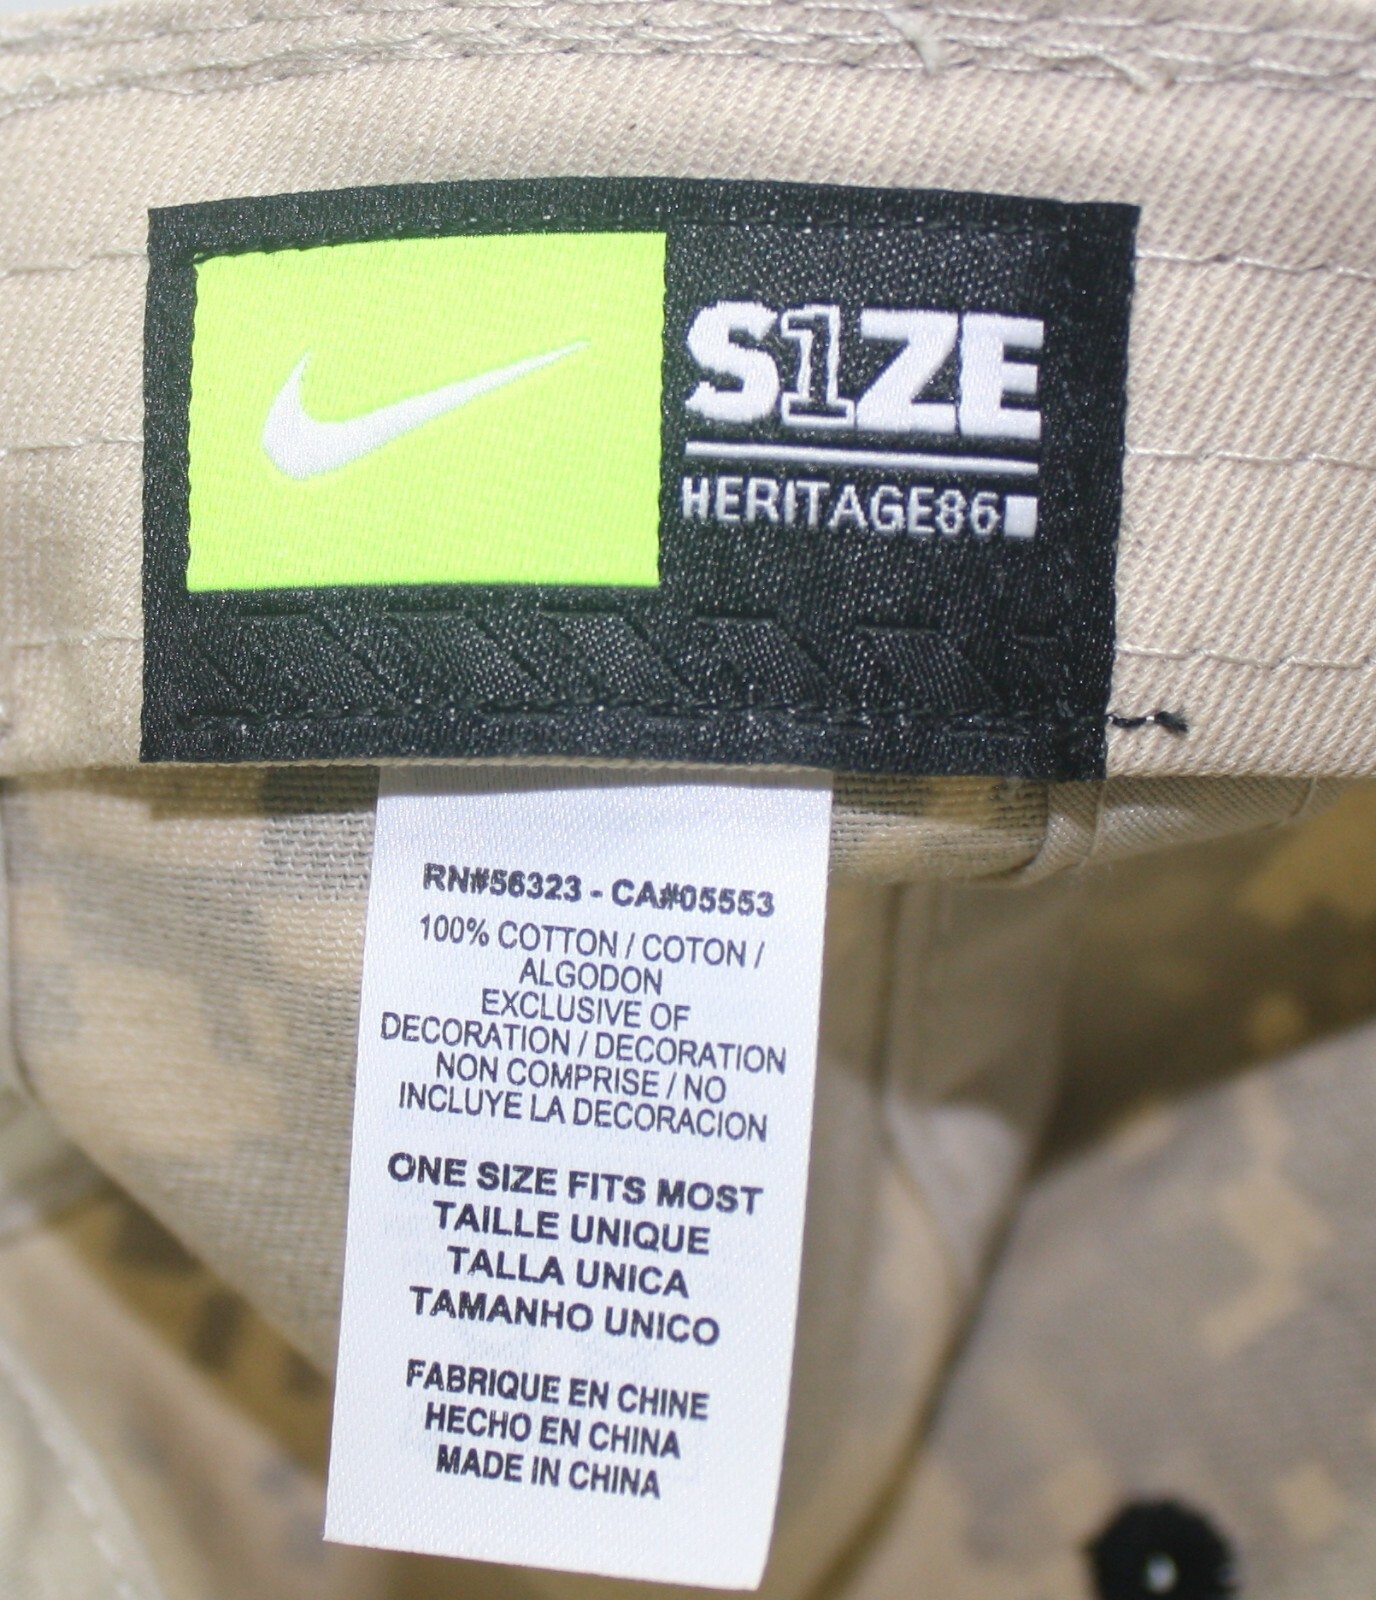 S1ZE
HERITAGE86
RN#56323 - CA#05553
100% COTTON / COTON /
ALGODON
EXCLUSIVE OF
DECORATION / DECORATION
NON COMPRISE / NO
INCLUYE LA DECORACION
ONE SIZE FITS MOST
TAILLE UNIQUE
TALLA UNICA
TAMANHO UNICO
FABRIQUE EN CHINE
HECHO EN CHINA
MADE IN CHINA